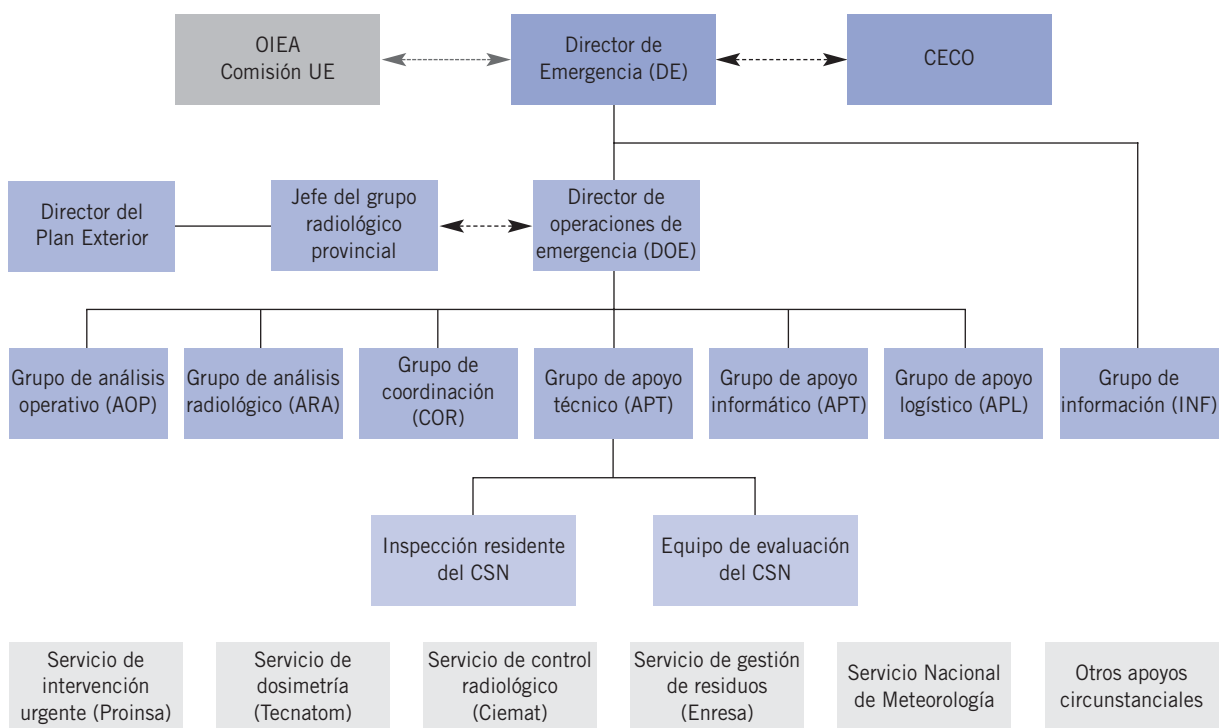 OIEA
Comisión UE
Director de
Emergencia (DE)
CECO
Director del
Plan Exterior
Jefe del grupo
radiológico
provincial
Director de
operaciones de
emergencia (DOE)
Grupo de análisis
operativo (AOP)
Grupo de análisis
radiológico (ARA)
Grupo de
coordinación
(COR)
Grupo de apoyo
técnico (APT)
Grupo de apoyo
informático (APT)
Grupo de apoyo
logístico (APL)
Grupo de
información (INF)
Inspección residente
del CSN
Equipo de evaluación
del CSN
Servicio de
intervención
urgente (Proinsa)
Servicio de
dosimetría
(Tecnatom)
Servicio de control
radiológico
(Ciemat)
Servicio de gestión
de residuos
(Enresa)
Servicio Nacional
de Meteorología
Otros apoyos
circunstanciales